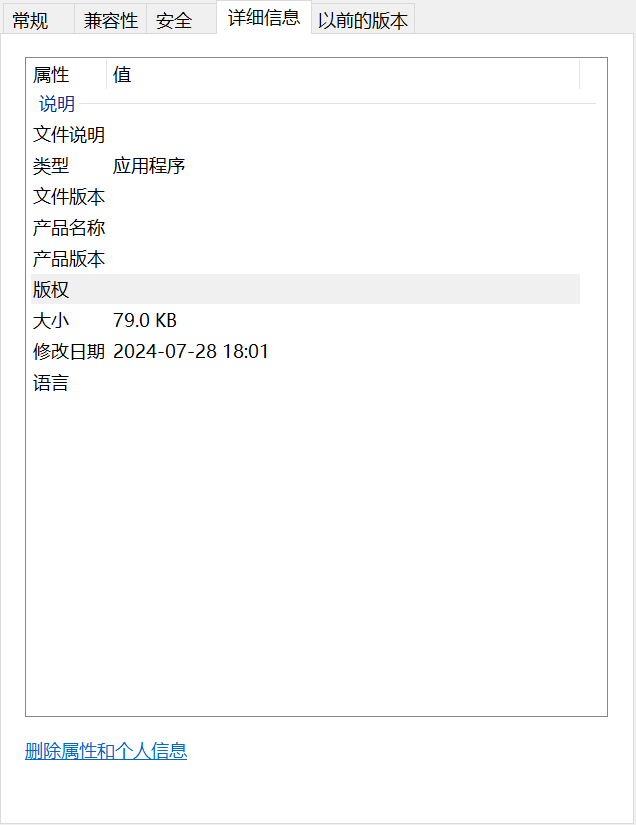 常规 兼容性 安全 详细信息 以前的版本
属性 值
说明
文件说明
类型 应用程序
文件版本
产品名称
产品版本
版权
大小 79.0 KB
修改日期 2024-07-28 18:01
语言
删除属性和个人信息